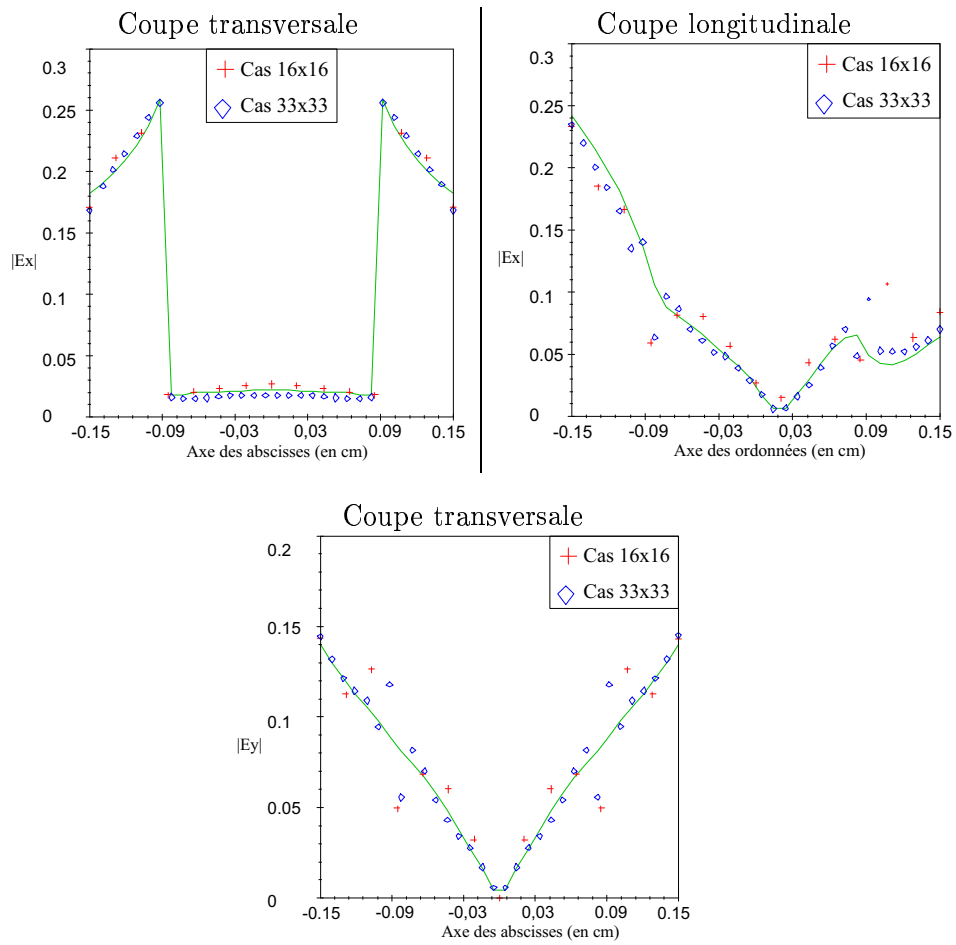 Coupe transversale
Cas 16x16
Cas 33x33
0.3
0.25
0.2
0.15
0.1
0.05
0
|Ex|
-0.15 -0.09 -0,03 0,03 0.09 0.15
Axe des abscisses (en cm)
Coupe longitudinale
Cas 16x16
Cas 33x33
0.3
0.25
0.2
0.15
0.1
0.05
0
|Ex|
-0.15 -0.09 -0,03 0,03 0.09 0.15
Axe des ordonnées (en cm)
Coupe transversale
Cas 16x16
Cas 33x33
0.2
0.15
0.1
0.05
0
|Ey|
-0.15 -0.09 -0,03 0,03 0.09 0.15
Axe des abscisses (en cm)